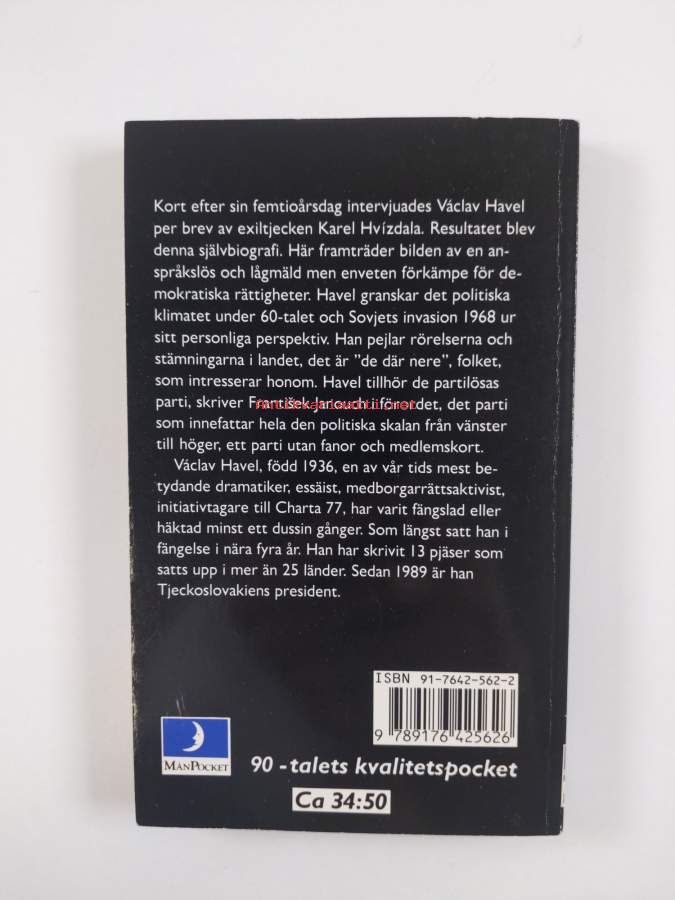 Kort efter sin femtioårsdag intervjuades Václav Havel
per brev av exiltjecken Karel Hvízdala. Resultatet blev
denna självbiografi. Här framträder bilden av en an-
språkslös och lågmäld men enveten förkämpe för de-
mokratiska rättigheter. Havel granskar det politiska
klimatet under 60-talet och Sovjets invasion 1968 ur
sitt personliga perspektiv. Han pejlar rörelserna och
stämningarna i landet, det är ”de där nere”, folket,
som intresserar honom. Havel tillhör de partilösas
parti, skriver František Janouch i förordet, det parti
som innefattar hela den politiska skalan från vänster
till höger, ett parti utan fanor och medlemskort.
Václav Havel, född 1936, en av vår tids mest be-
tydande dramatiker, essäist, medborgarrättsaktivist,
initiativtagare till Charta 77, har varit fängslad eller
häktad minst ett dussin gånger. Som längst satt han i
fängelse i nära fyra år. Han har skrivit 13 pjäser som
satts upp i mer än 25 länder. Sedan 1989 är han
Tjeckoslovakiens president.
ISBN 91-7642-562-2
9 789176 425626
MANPOCKET
90 -talets kvalitetspocket
Ca 34:50